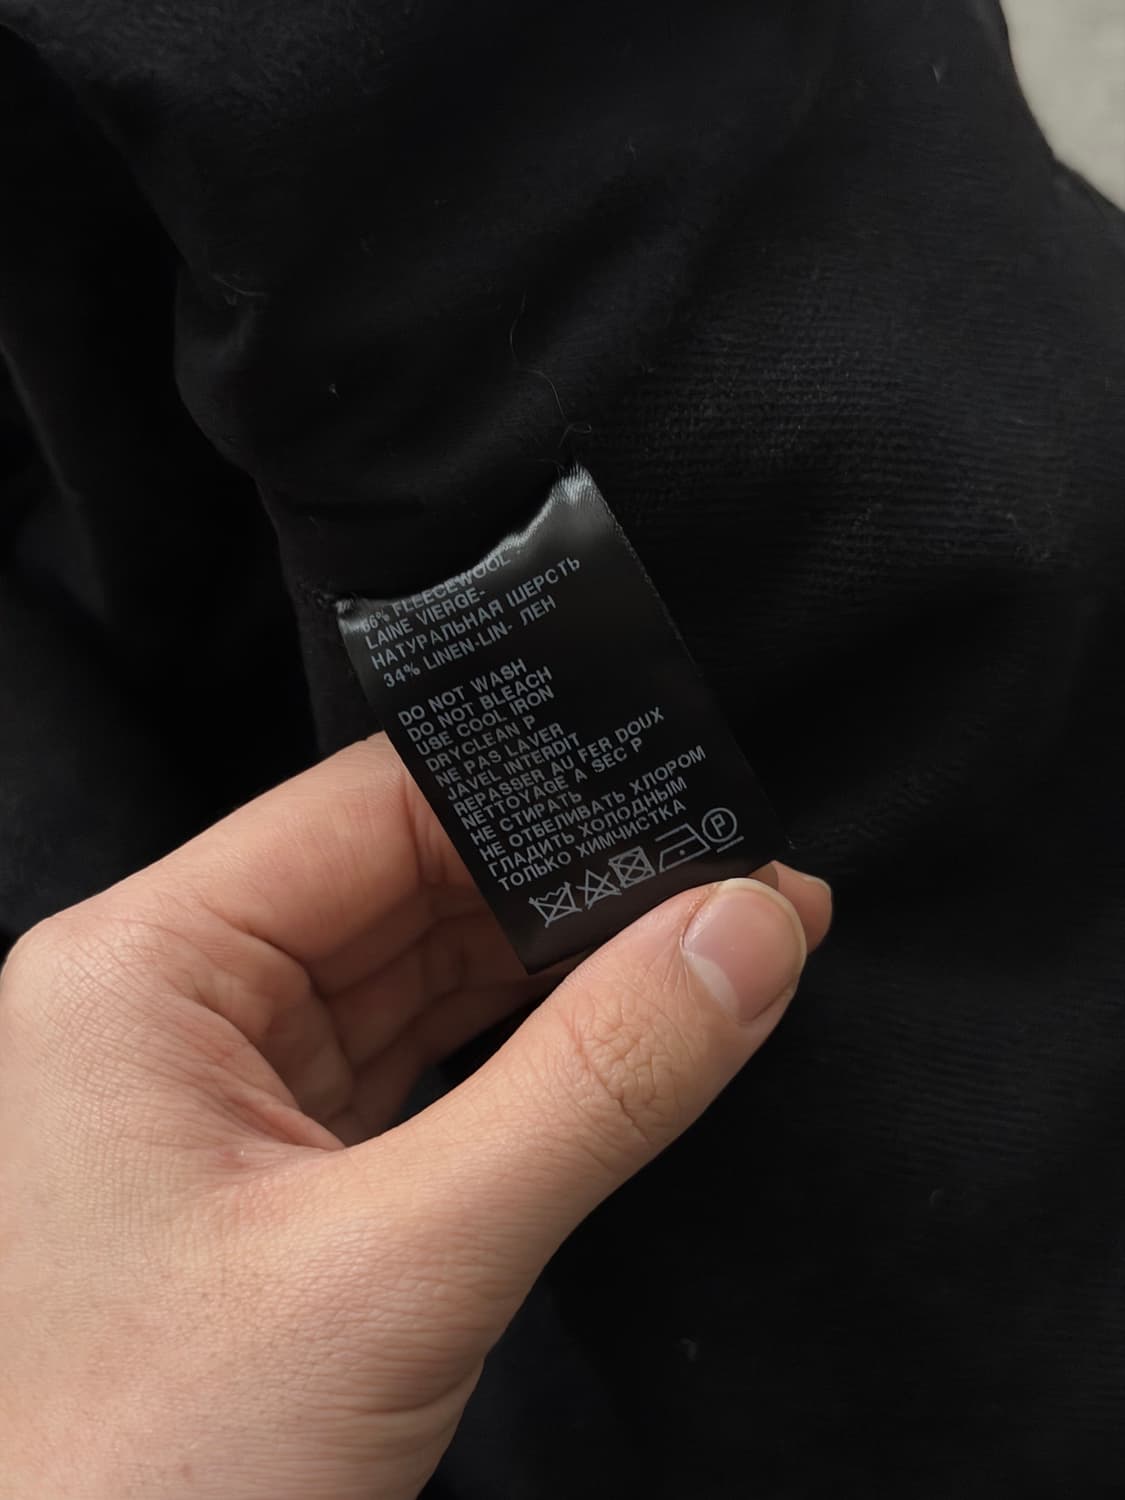 66% FLEECEWOOL-
LAINE VIERGE-
НАТУРАЛЬНАЯ ШЕРСТЬ
34% LINEN-LIN- ЛЕН
DO NOT WASH
DO NOT BLEACH
USE COOL IRON
DRYCLEAN P
NE PAS LAVER
JAVEL INTERDIT
REPASSER AU FER DOUX
NETTOYAGE A SEC P
НЕ СТИРАТЬ
НЕ ОТБЕЛИВАТЬ ХЛОРОМ
ГЛАДИТЬ ХОЛОДНЫМ
ТОЛЬКО ХИМЧИСТКА
P